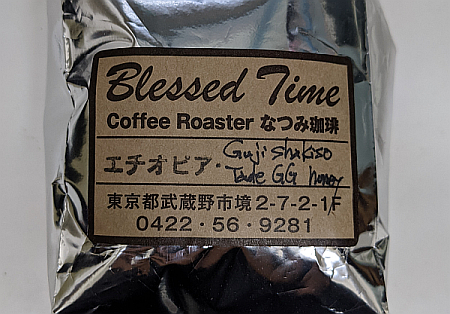 Blessed Time
Coffee Roaster なつみ珈琲
エチオピア・Guji shakiso
Tade GG honey
東京都武蔵野市境2-7-2-1F
0422・56・9281